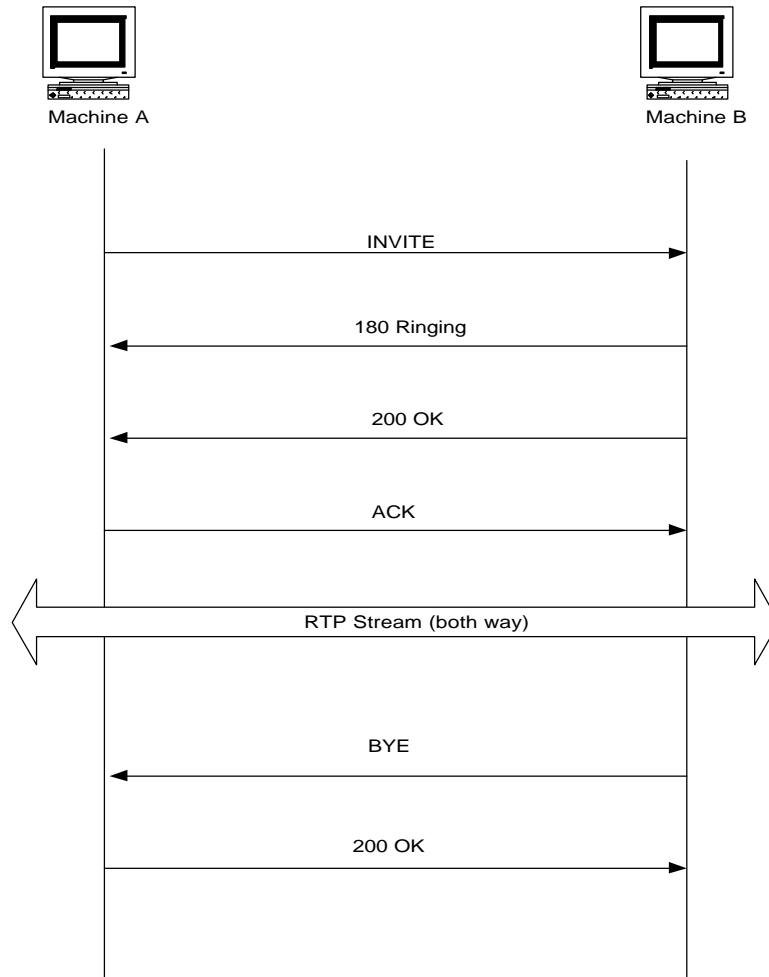 Machine A
Machine B
INVITE
180 Ringing
200 OK
ACK
RTP Stream (both way)
BYE
200 OK